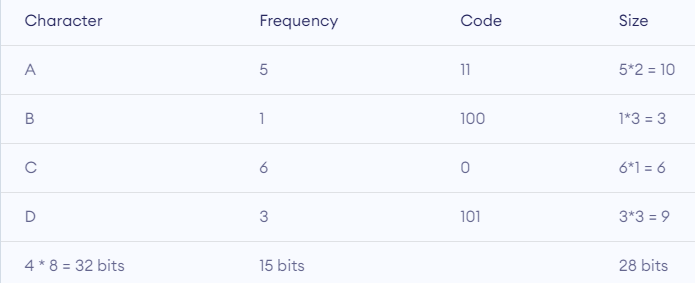 Character Frequency Code Size
A 5 11 5*2 = 10
B 1 100 1*3 = 3
C 6 0 6*1 = 6
D 3 101 3*3 = 9
4 * 8 = 32 bits 15 bits 28 bits